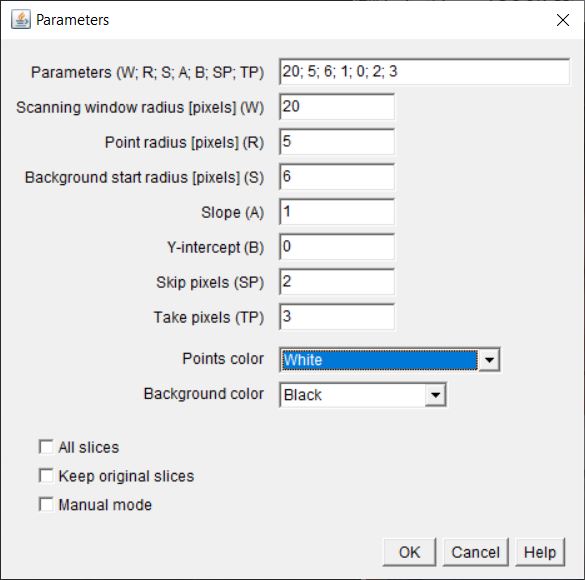 Parameters
Parameters (W; R; S; A; B; SP; TP) 20; 5; 6; 1; 0; 2; 3
Scanning window radius [pixels] (W) 20
Point radius [pixels] (R) 5
Background start radius [pixels] (S) 6
Slope (A) 1
Y-intercept (B) 0
Skip pixels (SP) 2
Take pixels (TP) 3
Points color White
Background color Black
All slices
Keep original slices
Manual mode
OK Cancel Help